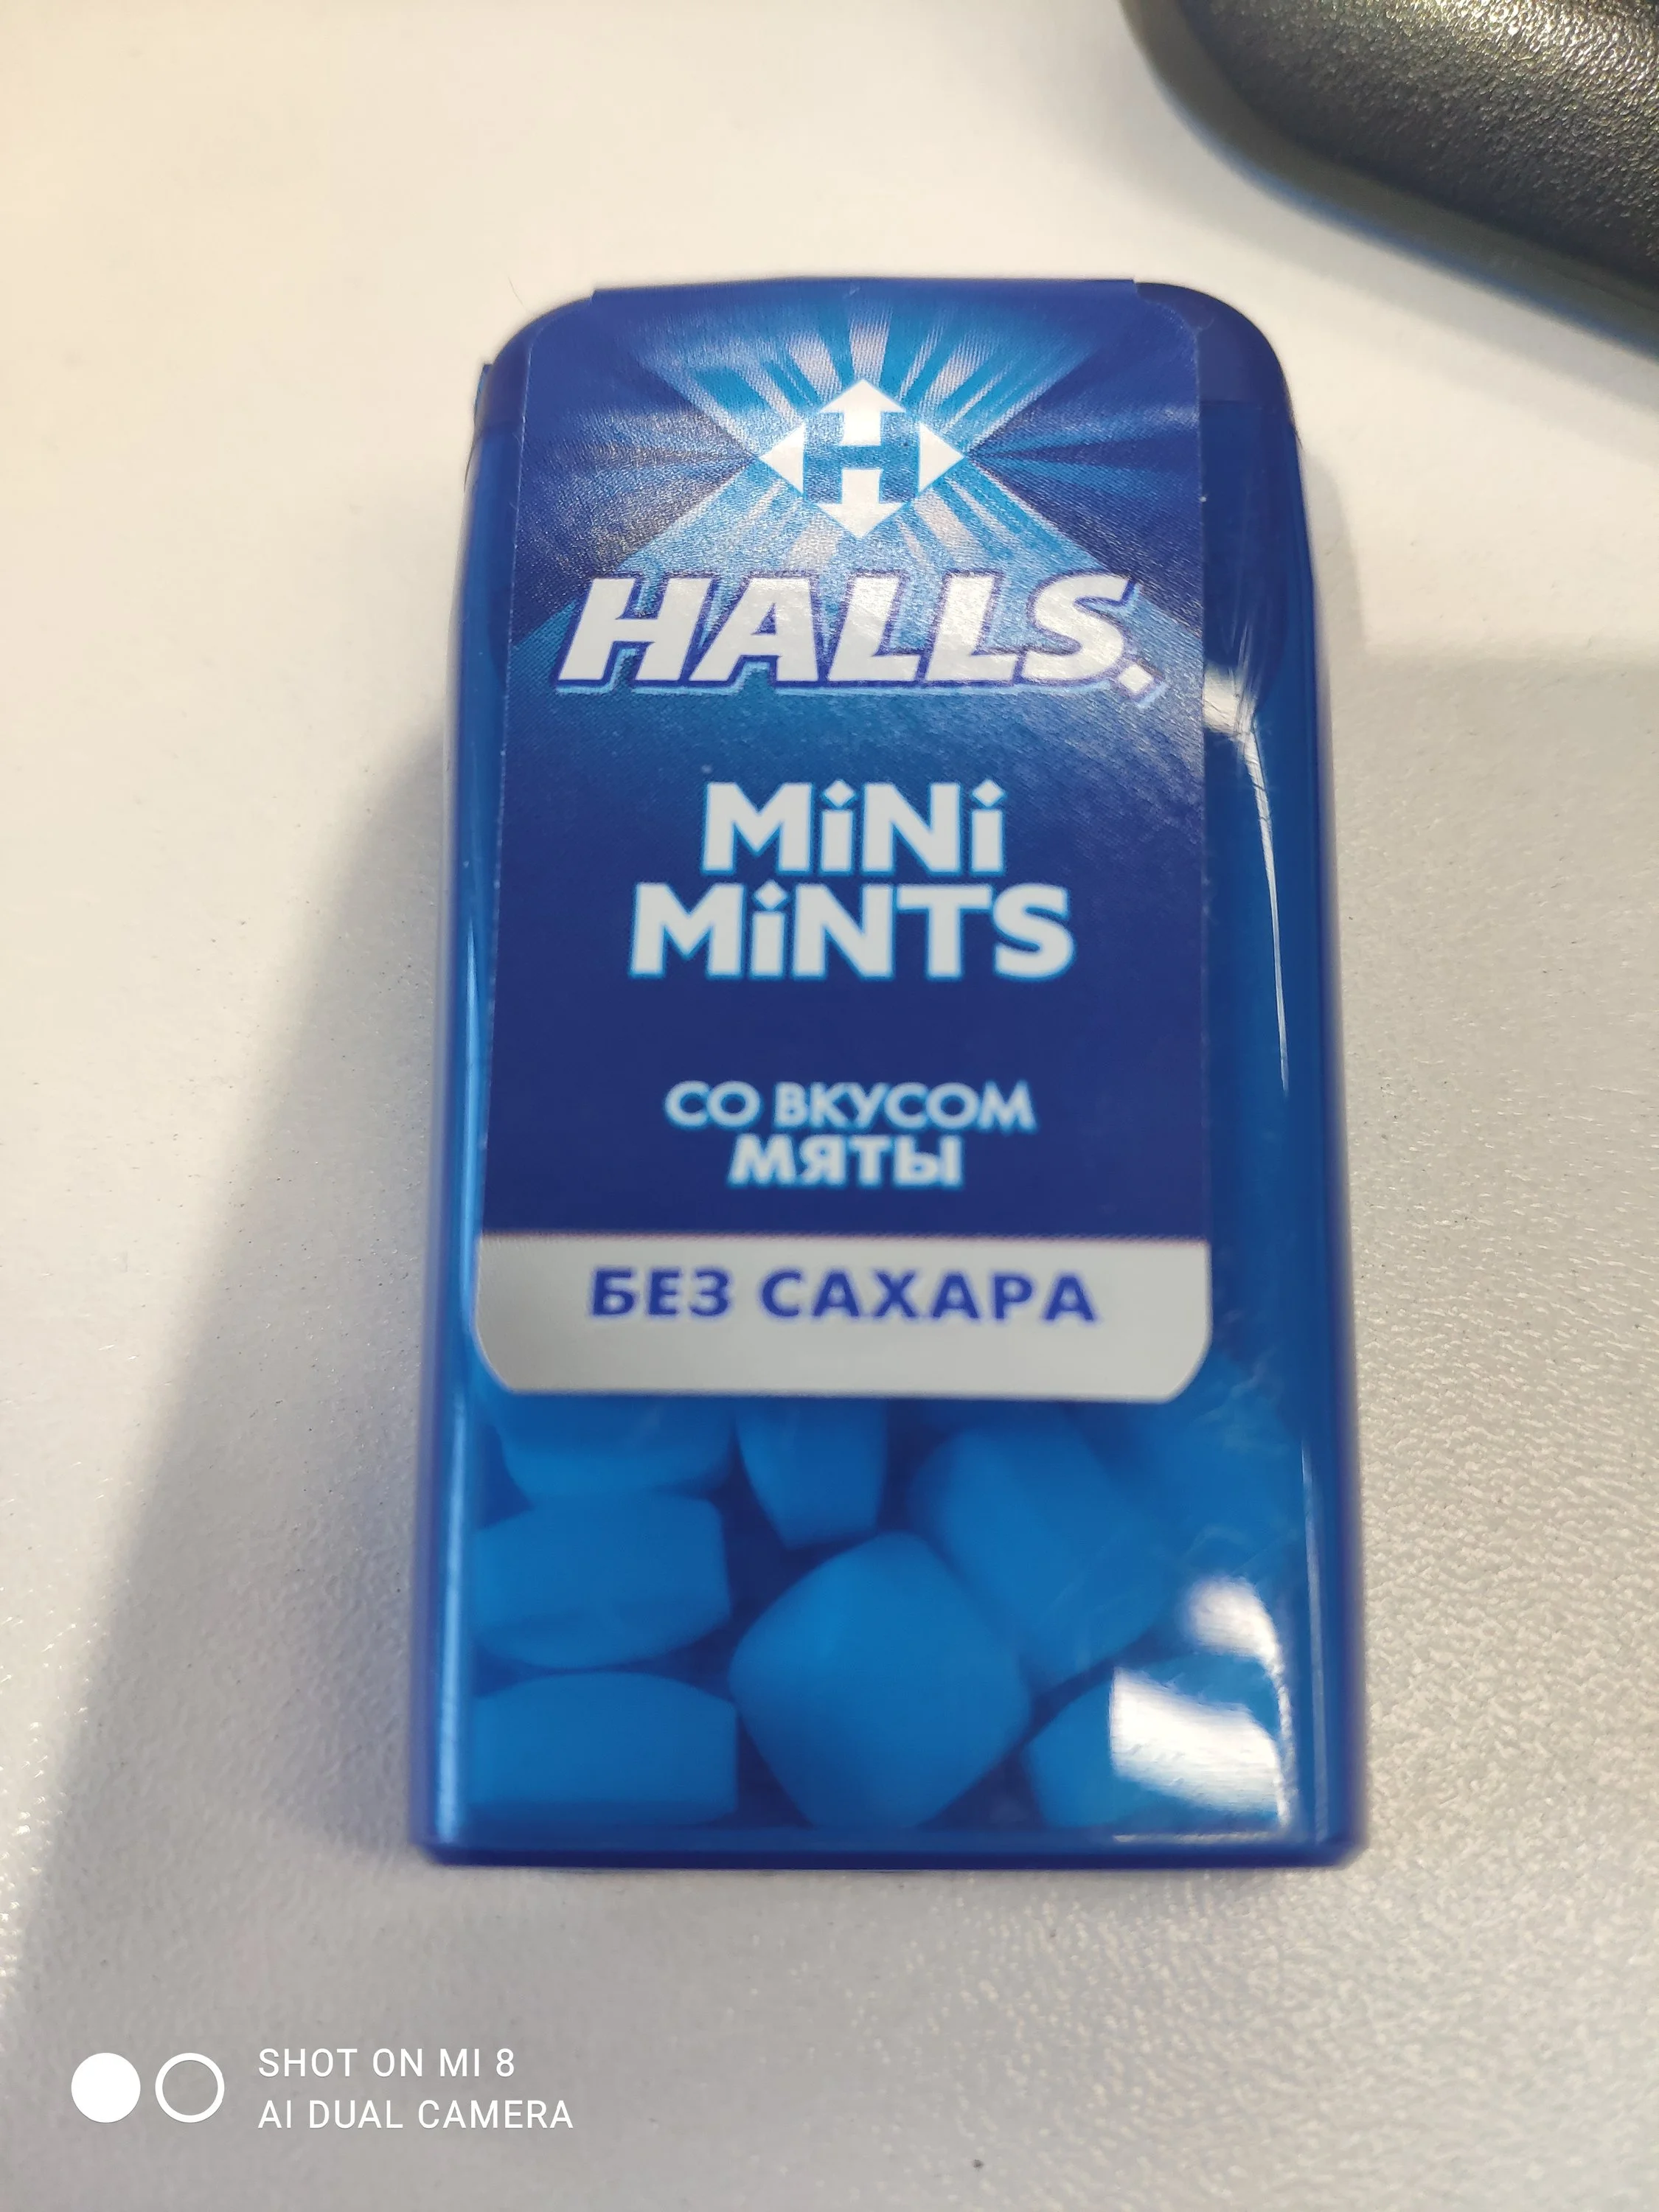 H
HALLS.
MiNi
MiNTS
СО ВКУСОМ
МЯТЫ
БЕЗ САХАРА
SHOT ON MI 8
AI DUAL CAMERA